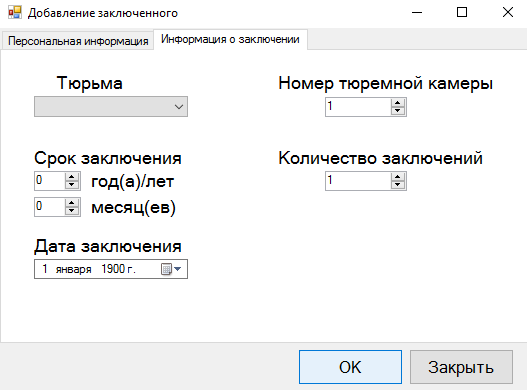 Добавление заключенного
Персональная информация Информация о заключении
Тюрьма Номер тюремной камеры
1
Срок заключения Количество заключений
0 год(а)/лет 1
0 месяц(ев)
Дата заключения
1 января 1900 г.
OK Закрыть